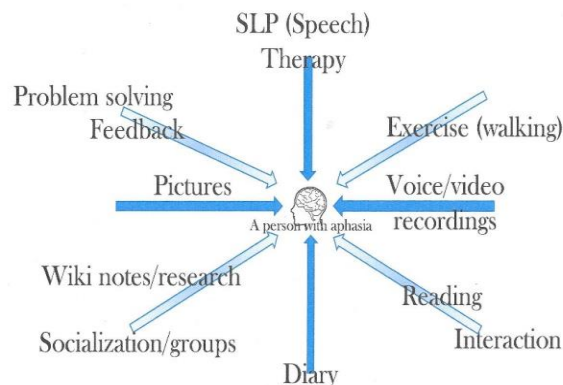 SLP (Speech)
Therapy
Problem solving
Feedback
Exercise (walking)
Pictures
Voice/video
recordings
A person with aphasia
Wiki notes/research
Reading
Socialization/groups
Interaction
Diary